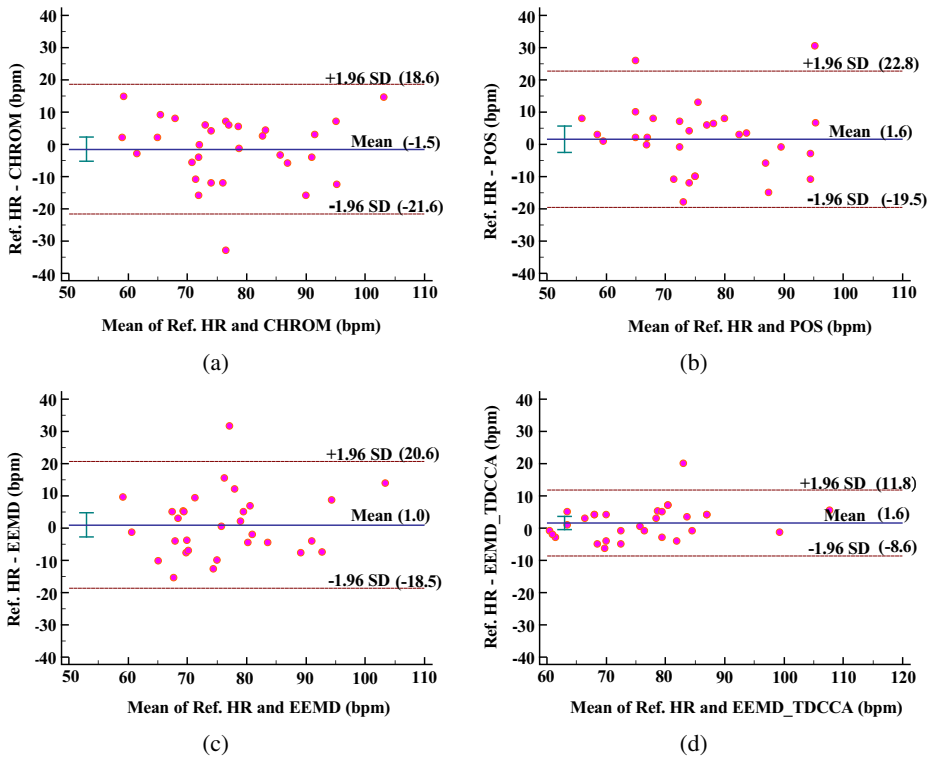 Ref. HR - CHROM (bpm)
40
30
20
10
0
-10
-20
-30
40
+1.96 SD (18.6)
Mean (-1.5)
-1.96 SD (-21.6)
50 60 70 80 90 100 110
Mean of Ref. HR and CHROM (bpm)
(a)
Ref. HR - POS (bpm)
40
30
20
10
0
-10
-20
-30
40
+1.96 SD (22.8)
Mean (1.6)
-1.96 SD (-19.5)
50 60 70 80 90 100 110
Mean of Ref. HR and POS (bpm)
(b)
Ref. HR - EEMD (bpm)
40
30
20
10
0
-10
-20
-30
40
+1.96 SD (20.6)
Mean (1.0)
-1.96 SD (-18.5)
50 60 70 80 90 100 110
Mean of Ref. HR and EEMD (bpm)
(c)
Ref. HR - EEMD_TDCCA (bpm)
40
30
20
10
0
-10
-20
-30
40
+1.96 SD (11.8)
Mean (1.6)
-1.96 SD (-8.6)
60 70 80 90 100 110 120
Mean of Ref. HR and EEMD_TDCCA (bpm)
(d)